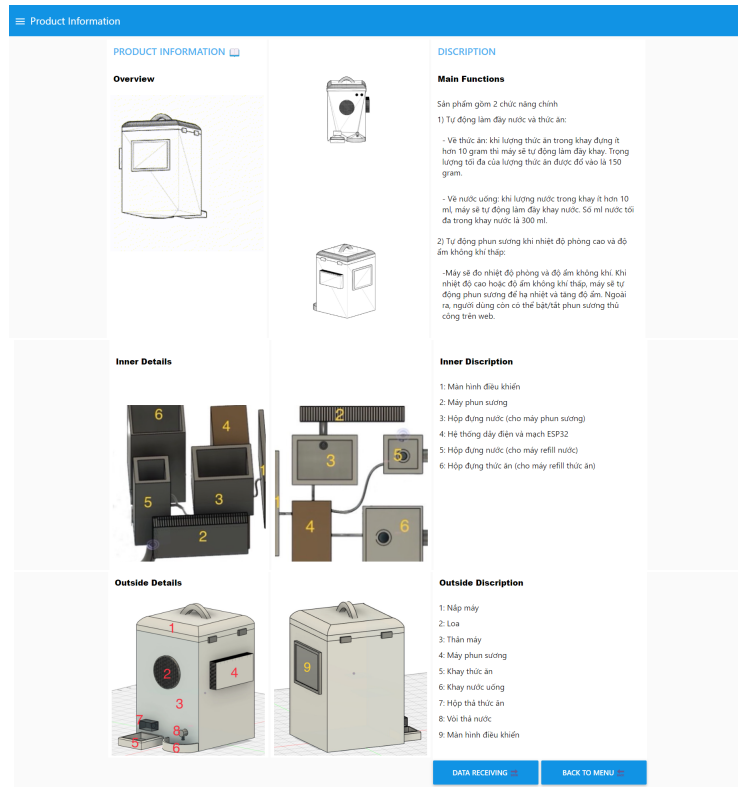 Product Information
PRODUCT INFORMATION
Overview
DISCRIPTION
Main Functions
Sản phẩm gồm 2 chức năng chính
1) Tự động làm đầy nước và thức ăn:
- Về thức ăn: khi lượng thức ăn trong khay đựng ít
hơn 10 gram thì máy sẽ tự động làm đầy khay. Trọng
lượng tối đa của lượng thức ăn được đổ vào là 150
gram.
- Về nước uống: khi lượng nước trong khay ít hơn 10
ml, máy sẽ tự động làm đầy khay nước. Số ml nước tối
đa trong khay nước là 300 ml.
2) Tự động phun sương khi nhiệt độ phòng cao và độ
ẩm không khí thấp:
-Máy sẽ đo nhiệt độ phòng và độ ẩm không khí. Khi
nhiệt độ cao hoặc độ ẩm không khí thấp, máy sẽ tự
động phun sương để hạ nhiệt và tăng độ ẩm. Ngoài
ra, người dùng còn có thể bật/tắt phun sương thủ
công trên web.
Inner Details
6
4
1
5
3
2
2
3
5
1
4
6
Inner Discription
1: Màn hình điều khiển
2: Máy phun sương
3: Hộp đựng nước (cho máy phun sương)
4: Hệ thống dây điện và mạch ESP32
5: Hộp đựng nước (cho máy refill nước)
6: Hộp đựng thức ăn (cho máy refill thức ăn)
Outside Details
1
2
4
3
7
8
5
6
9
Outside Discription
1: Nắp máy
2: Loa
3: Thân máy
4: Máy phun sương
5: Khay thức ăn
6: Khay nước uống
7: Hộp thả thức ăn
8: Vòi thả nước
9: Màn hình điều khiển
DATA RECEIVING
BACK TO MENU